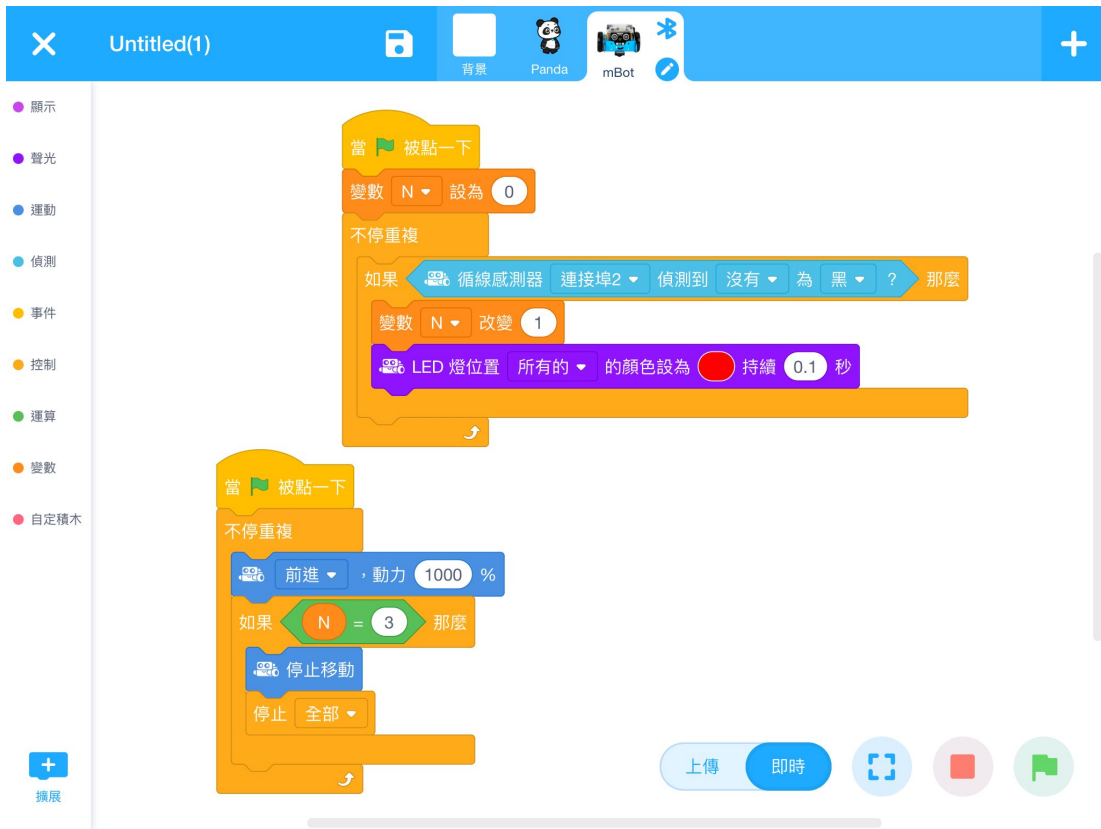 Untitled(1)
背景
Panda
mBot
顯示
聲光
運動
偵測
事件
控制
運算
變數
自定積木
擴展
當 被點一下
變數 N 設為 0
不停重複
如果 循線感測器 連接埠2 偵測到 沒有 為 黑 ? 那麼
變數 N 改變 1
LED 燈位置 所有的 的顏色設為 持續 0.1 秒
當 被點一下
不停重複
前進 ，動力 1000 %
如果 N = 3 那麼
停止移動
停止 全部
上傳 即時